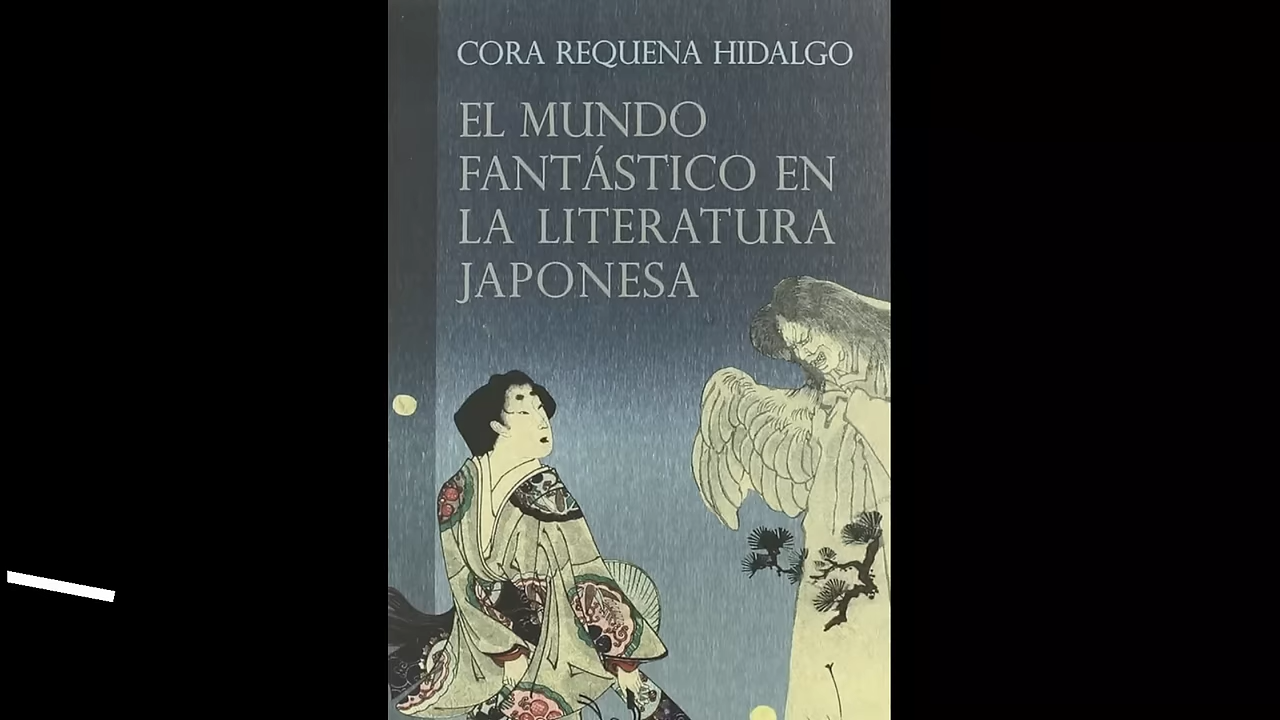 CORA REQUENA HIDALGO
EL MUNDO
FANTÁSTICO EN
LA LITERATURA
JAPONESA